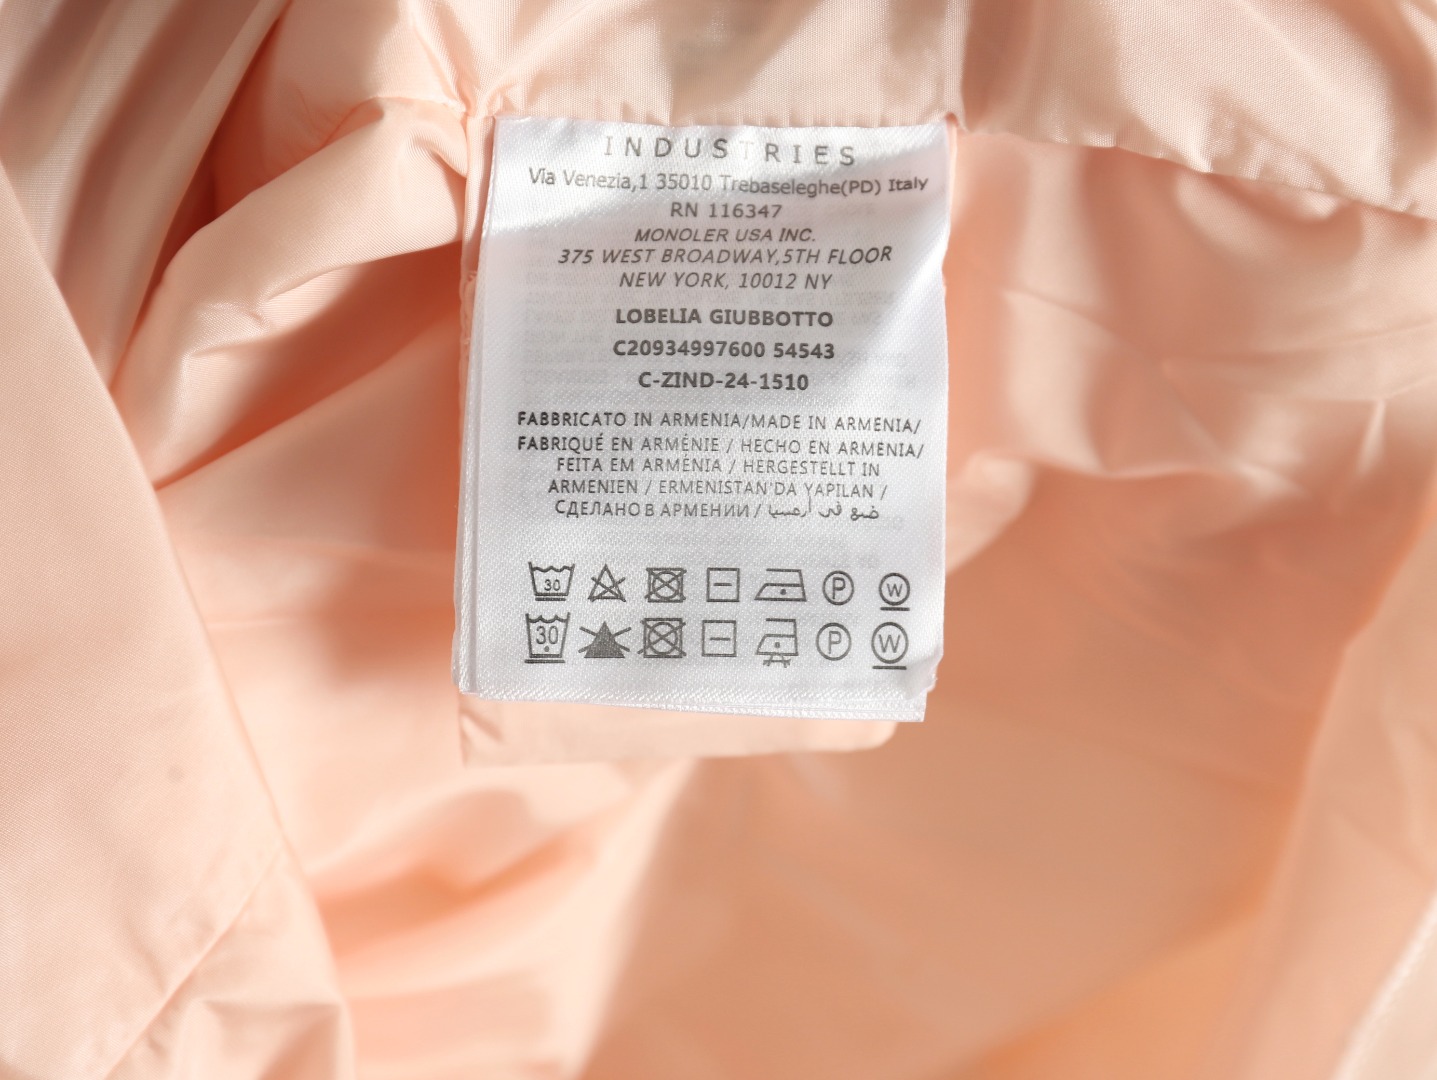 INDUSTRIES
Via Venezia,1 35010 Trebaseleghe(PD) Italy
RN 116347
MONOLER USA INC.
375 WEST BROADWAY,5TH FLOOR
NEW YORK, 10012 NY
LOBELIA GIUBBOTTO
C20934997600 54543
C-ZIND-24-1510
FABBRICATO IN ARMENIA/MADE IN ARMENIA/
FABRIQUÉ EN ARMÉNIE / HECHO EN ARMENIA/
FEITA EM ARMÉNIA / HERGESTELLT IN
ARMENIEN / ERMENISTAN'DA YAPILAN /
СДЕЛАНО В АРМЕНИИ / في
30 P W
30 P W